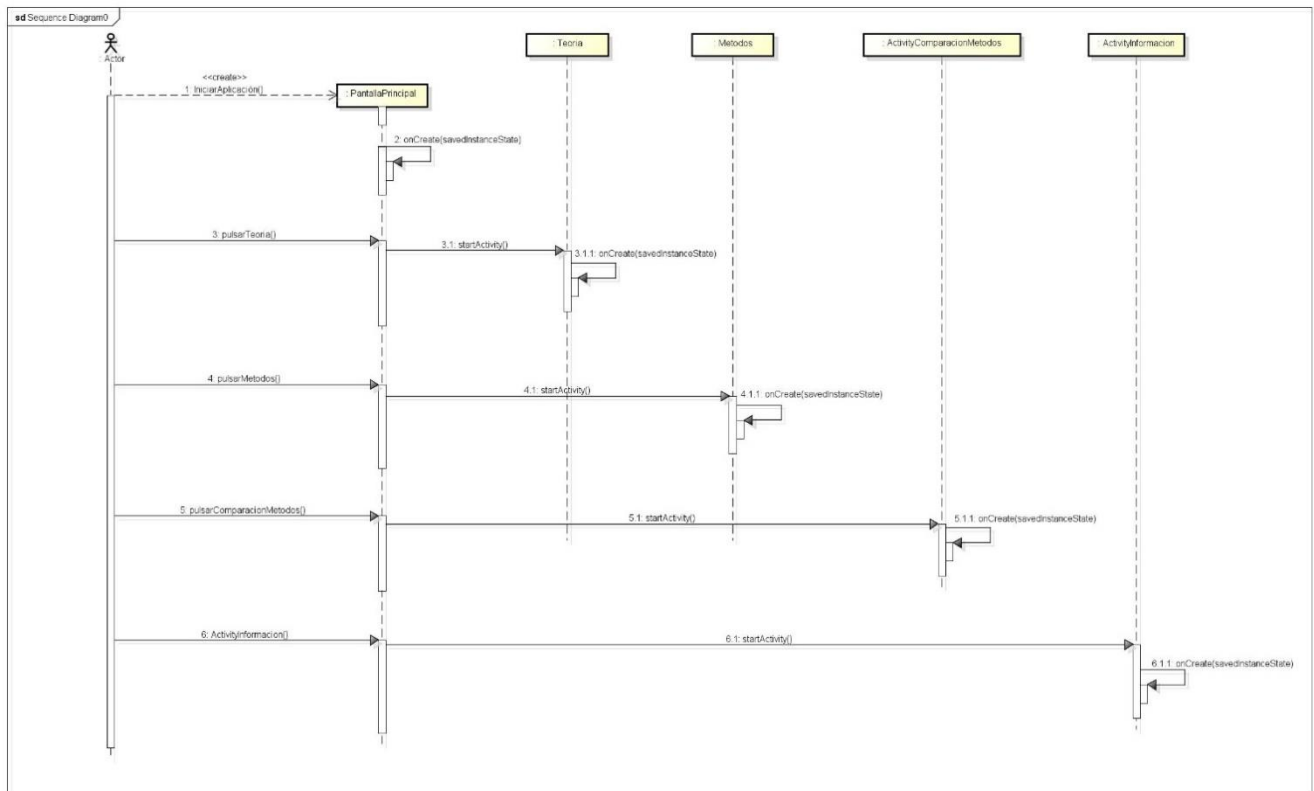 sd Sequence Diagram0
: Actor
: Teoria
: Metodos
: ActivityComparacionMetodos
: ActivityInformacion
<<create>>
1: IniciarAplicación()
: PantallaPrincipal
2: onCreate(savedInstanceState)
3: pulsarTeoria()
3.1: startActivity()
3.1.1: onCreate(savedInstanceState)
4: pulsarMetodos()
4.1: startActivity()
4.1.1: onCreate(savedInstanceState)
5: pulsarComparacionMetodos()
5.1: startActivity()
5.1.1: onCreate(savedInstanceState)
6: ActivityInformacion()
6.1: startActivity()
6.1.1: onCreate(savedInstanceState)